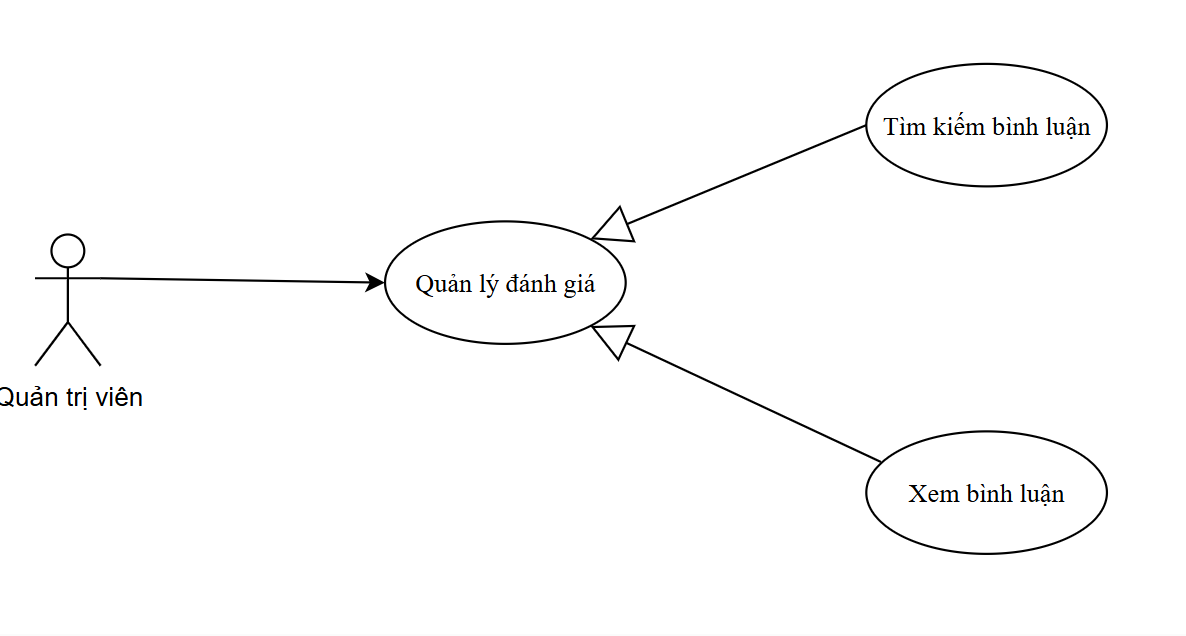 Tìm kiếm bình luận
Quản lý đánh giá
Quản trị viên
Xem bình luận